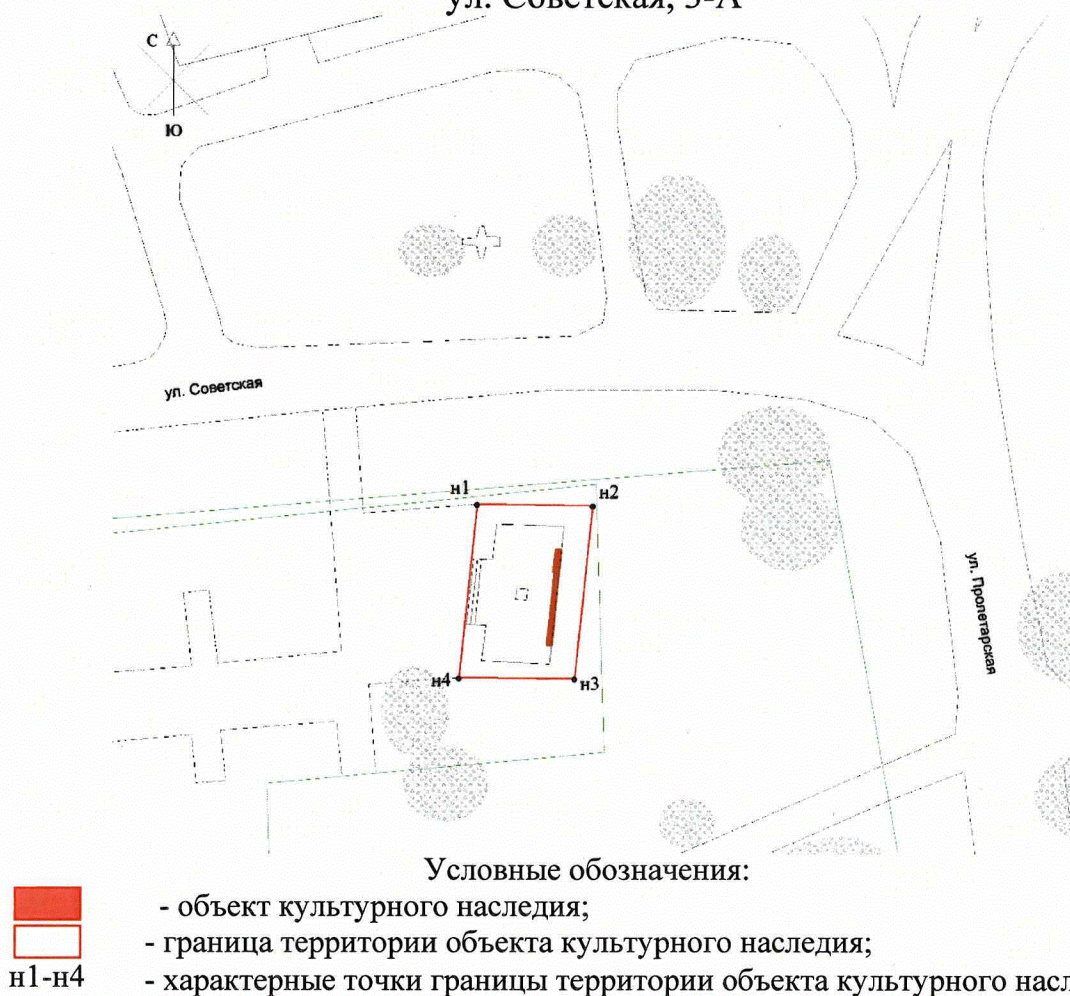 ул. Советская, 3-А
С
Ю
ул. Советская
н1
н2
ул. Пролетарская
н4
н3
Условные обозначения:
- объект культурного наследия;
- граница территории объекта культурного наследия;
н1-н4 - характерные точки границы территории объекта культурного насл